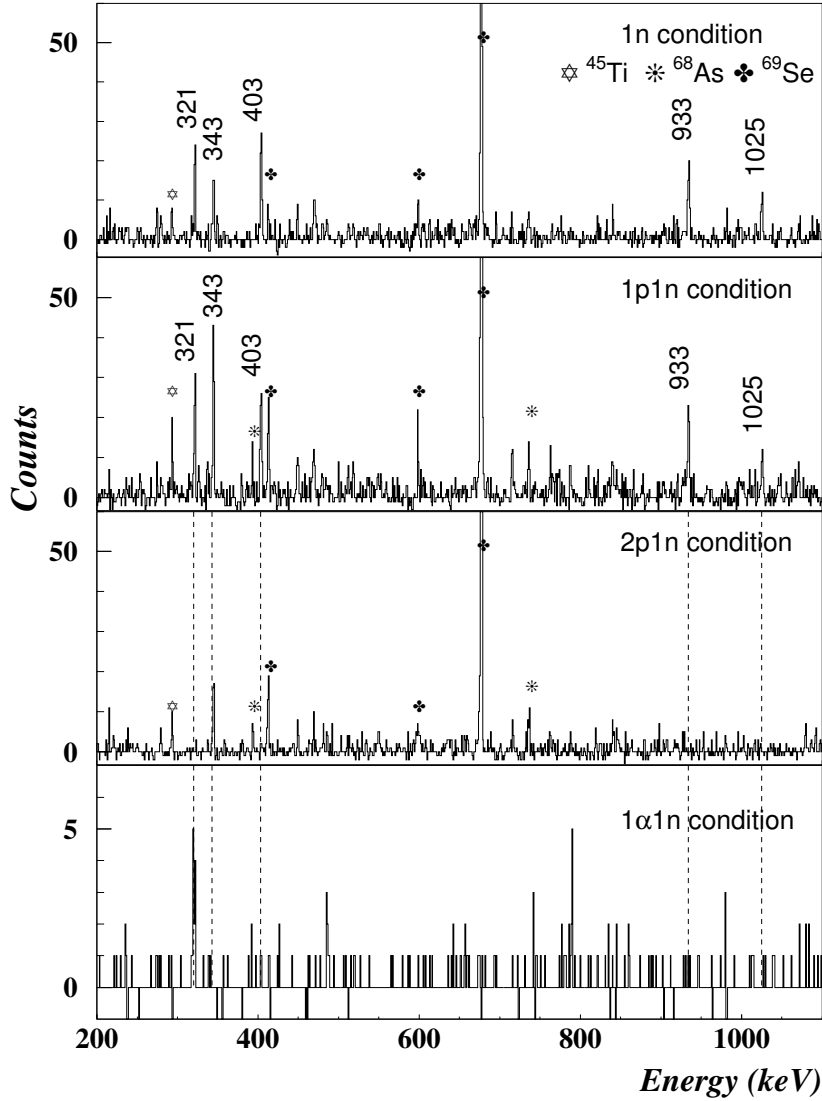 1n condition
⁴⁵Ti ⁶⁸As ⁶⁹Se
50
321
343
403
933
1025
0
1p1n condition
50
321
343
403
933
1025
0
2p1n condition
50
0
1α1n condition
5
0
Counts
200 400 600 800 1000
Energy (keV)